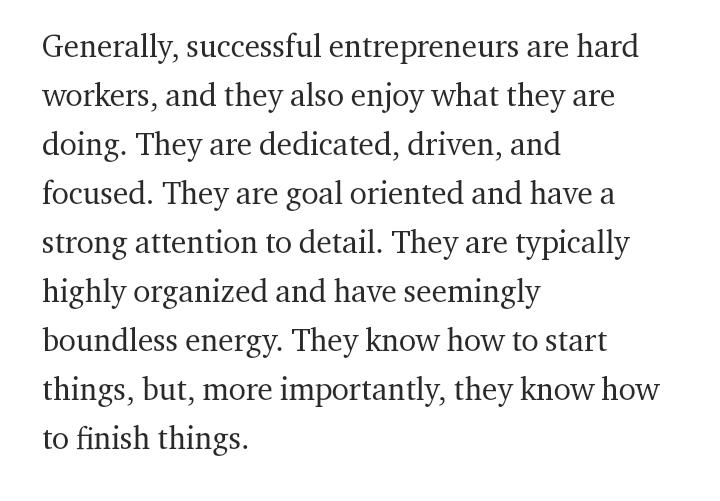 Generally, successful entrepreneurs are hard
workers, and they also enjoy what they are
doing. They are dedicated, driven, and
focused. They are goal oriented and have a
strong attention to detail. They are typically
highly organized and have seemingly
boundless energy. They know how to start
things, but, more importantly, they know how
to finish things.